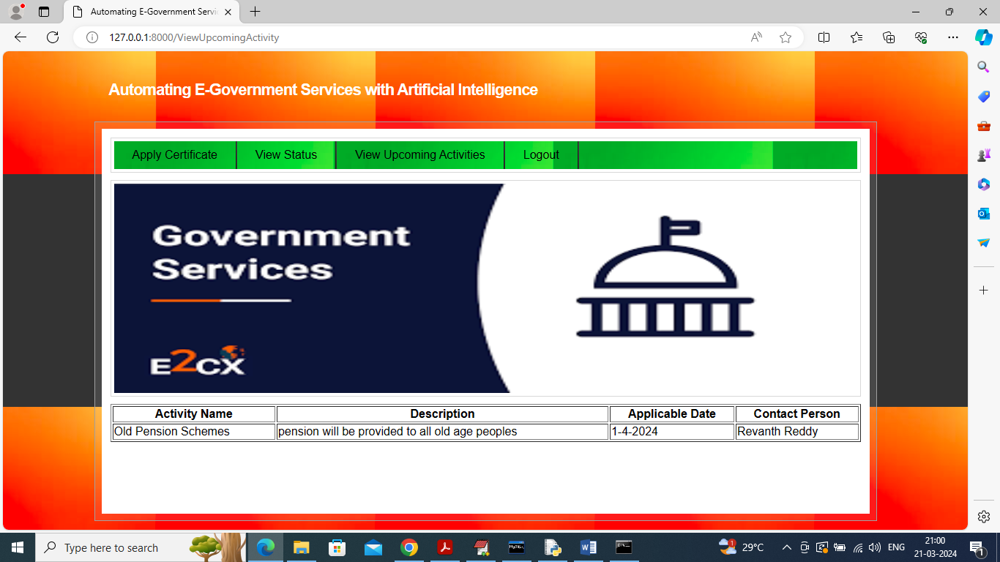 Automating E-Government Servic
127.0.0.1:8000/ViewUpcomingActivity
Automating E-Government Services with Artificial Intelligence
Apply Certificate View Status View Upcoming Activities Logout
Government
Services
E2CX
Activity Name Description Applicable Date Contact Person
Old Pension Schemes pension will be provided to all old age peoples 1-4-2024 Revanth Reddy
Type here to search
1
29°C
ENG
21:00
21-03-2024
1